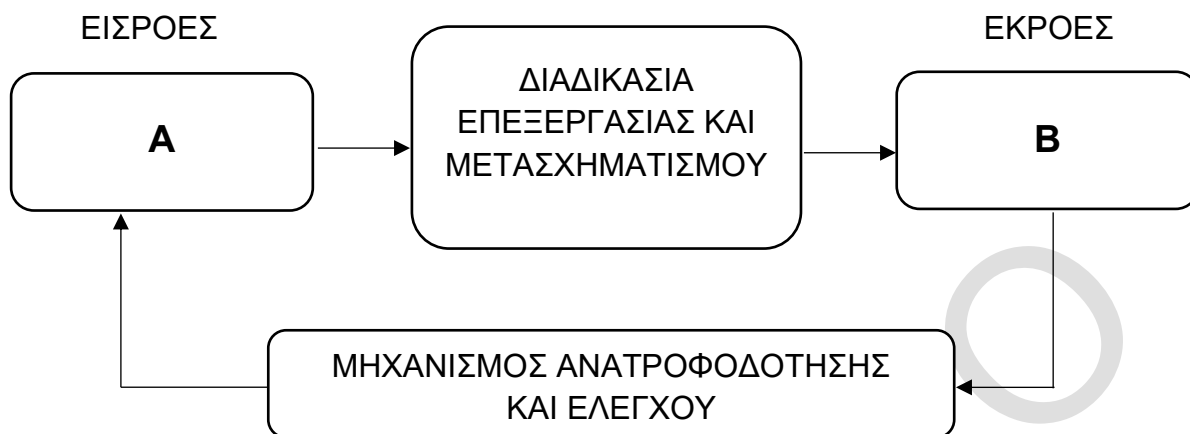 ΕΙΣΡΟΕΣ
ΕΚΡΟΕΣ
Α
ΔΙΑΔΙΚΑΣΙΑ
ΕΠΕΞΕΡΓΑΣΙΑΣ ΚΑΙ
ΜΕΤΑΣΧΗΜΑΤΙΣΜΟΥ
Β
ΜΗΧΑΝΙΣΜΟΣ ΑΝΑΤΡΟΦΟΔΟΤΗΣΗΣ
ΚΑΙ ΕΛΕΓΧΟΥ